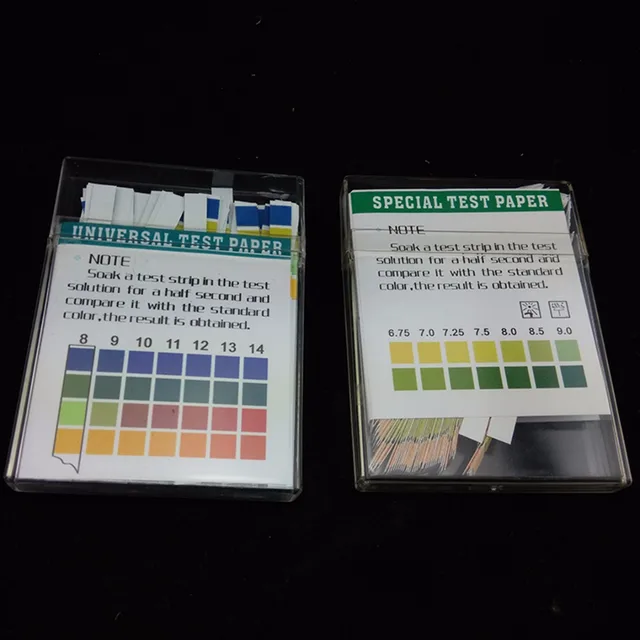 UNIVERSAL TEST PAPER
NOTE
Soak a test strip in the test
solution for a half second and
compare it with the standard
color,the result is obtained.
8 9 10 11 12 13 14
SPECIAL TEST PAPER
NOTE
Soak a test strip in the test
solution for a half second and
compare it with the standard
color,the result is obtained.
6.75 7.0 7.25 7.5 8.0 8.5 9.0